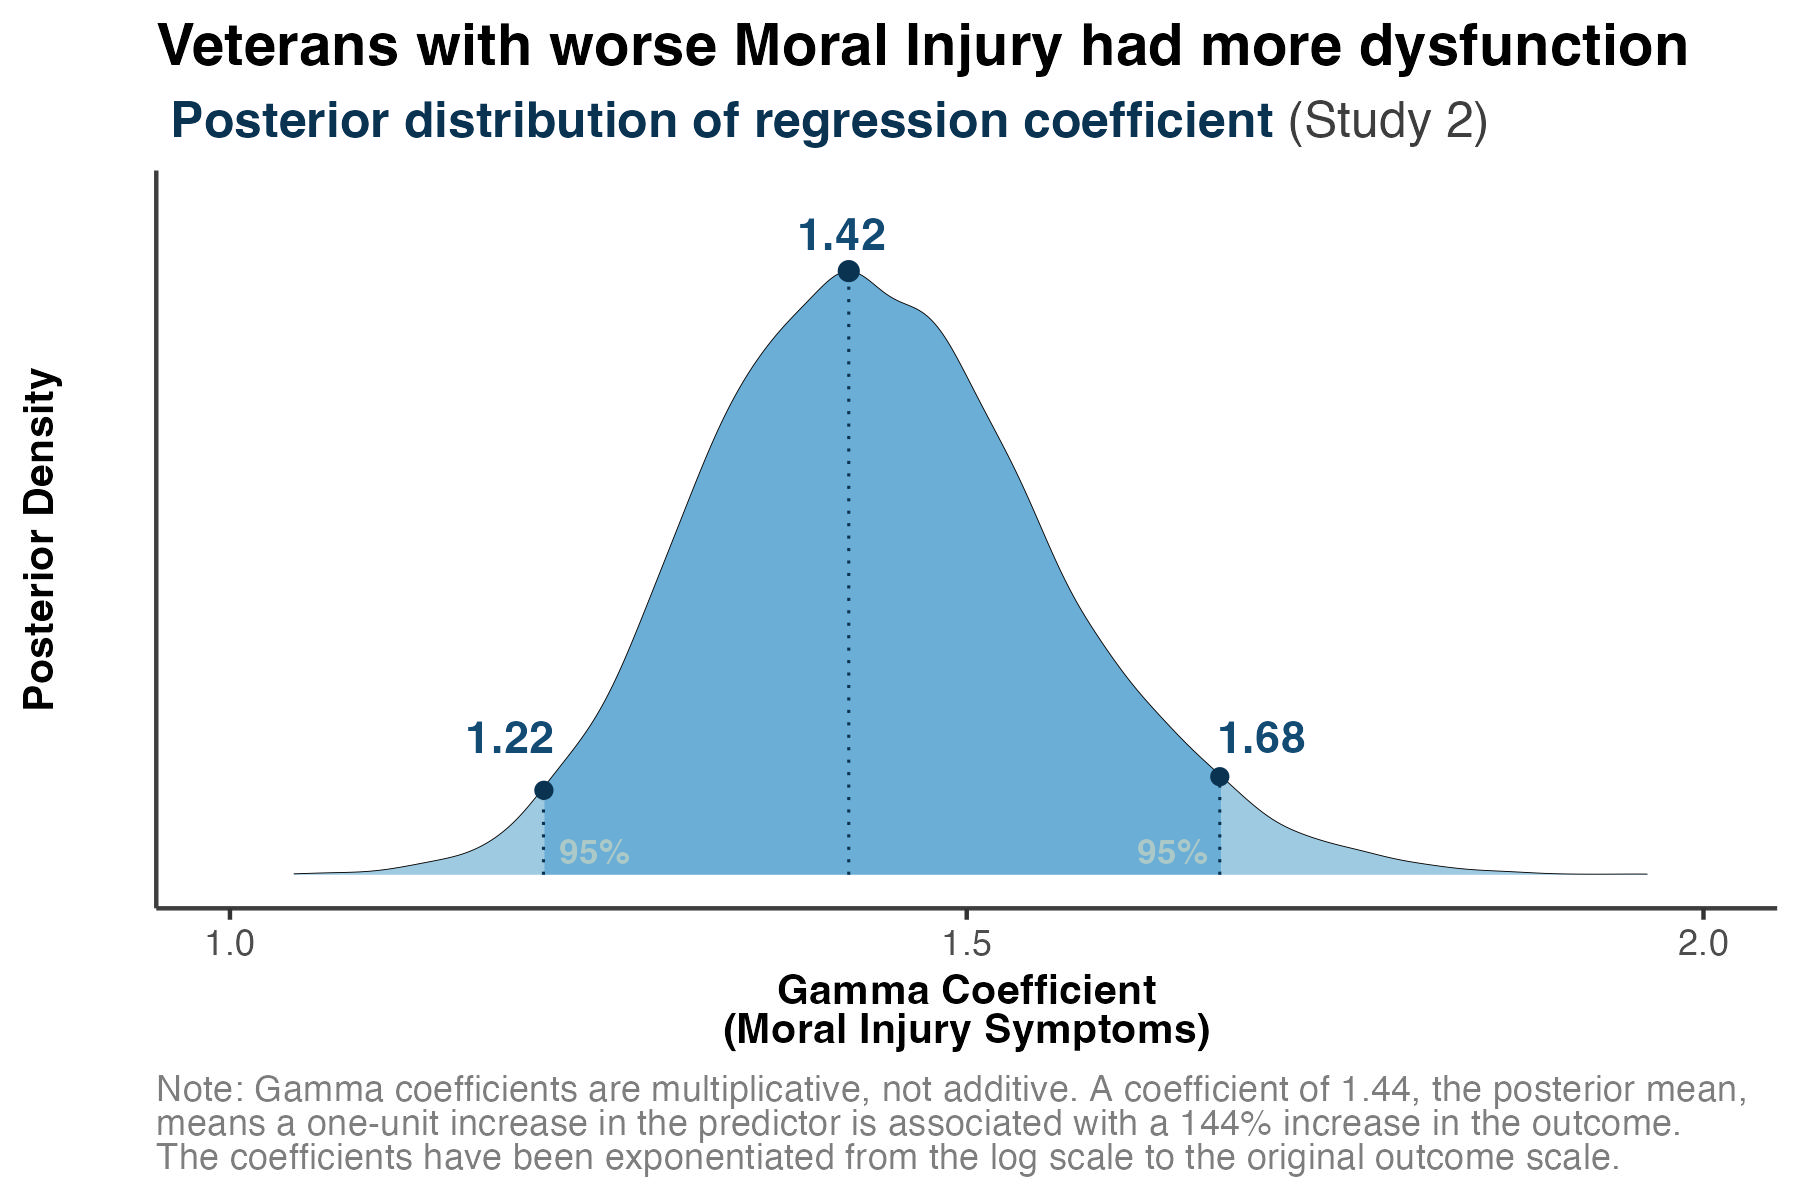 Veterans with worse Moral Injury had more dysfunction
Posterior distribution of regression coefficient (Study 2)
1.42
Posterior Density
1.22
1.68
95%
95%
1.0
1.5
2.0
Gamma Coefficient
(Moral Injury Symptoms)
Note: Gamma coefficients are multiplicative, not additive. A coefficient of 1.44, the posterior mean,
means a one-unit increase in the predictor is associated with a 144% increase in the outcome.
The coefficients have been exponentiated from the log scale to the original outcome scale.